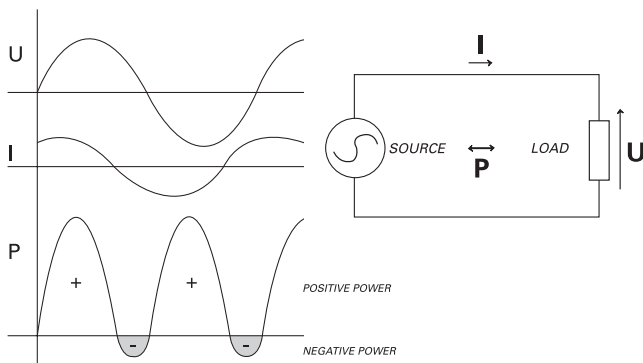 U
I
P
+
+
-
-
POSITIVE POWER
NEGATIVE POWER
I
SOURCE
P
LOAD
U